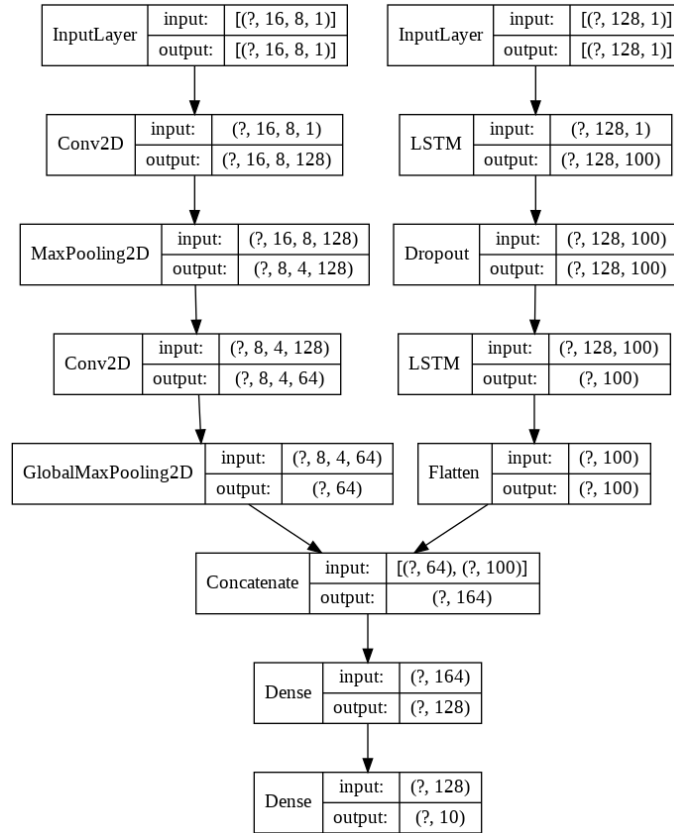 InputLayer
input: [(?, 16, 8, 1)]
output: [(?, 16, 8, 1)]
InputLayer
input: [(?, 128, 1)]
output: [(?, 128, 1)]
Conv2D
input: (?, 16, 8, 1)
output: (?, 16, 8, 128)
LSTM
input: (?, 128, 1)
output: (?, 128, 100)
MaxPooling2D
input: (?, 16, 8, 128)
output: (?, 8, 4, 128)
Dropout
input: (?, 128, 100)
output: (?, 128, 100)
Conv2D
input: (?, 8, 4, 128)
output: (?, 8, 4, 64)
LSTM
input: (?, 128, 100)
output: (?, 100)
GlobalMaxPooling2D
input: (?, 8, 4, 64)
output: (?, 64)
Flatten
input: (?, 100)
output: (?, 100)
Concatenate
input: [(?, 64), (?, 100)]
output: (?, 164)
Dense
input: (?, 164)
output: (?, 128)
Dense
input: (?, 128)
output: (?, 10)